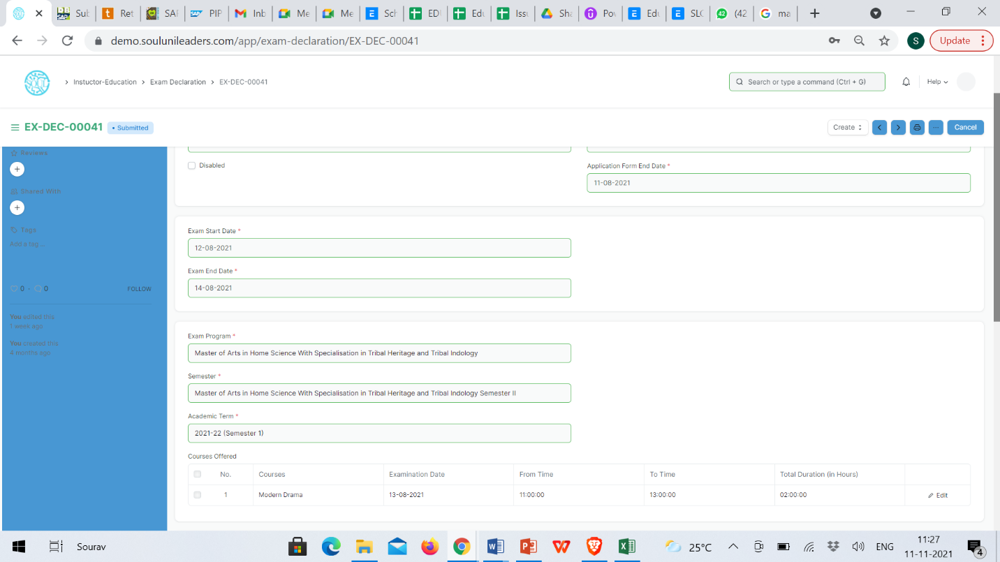 Sub
Ret
SAI
PIP
Inb
Me
Me
Sch
EDI
Edu
Issu
Sha
Pov
Edu
SLC
(42
ma
demo.soulunileaders.com/app/exam-declaration/EX-DEC-00041
S
Update
Instuctor-Education
Exam Declaration
EX-DEC-00041
Search or type a command (Ctrl + G)
Help
EX-DEC-00041
• Submitted
Create
Cancel
Reviews
Shared With
Tags
Add a tag ...
0 · 0
FOLLOW
You edited this
1 week ago
You created this
4 months ago
Disabled
Application Form End Date *
11-08-2021
Exam Start Date *
12-08-2021
Exam End Date *
14-08-2021
Exam Program *
Master of Arts in Home Science With Specialisation in Tribal Heritage and Tribal Indology
Semester *
Master of Arts in Home Science With Specialisation in Tribal Heritage and Tribal Indology Semester II
Academic Term *
2021-22 (Semester 1)
Courses Offered
No. Courses Examination Date From Time To Time Total Duration (in Hours)
1 Modern Drama 13-08-2021 11:00:00 13:00:00 02:00:00 Edit
Sourav
25°C
ENG
11:27
11-11-2021
4